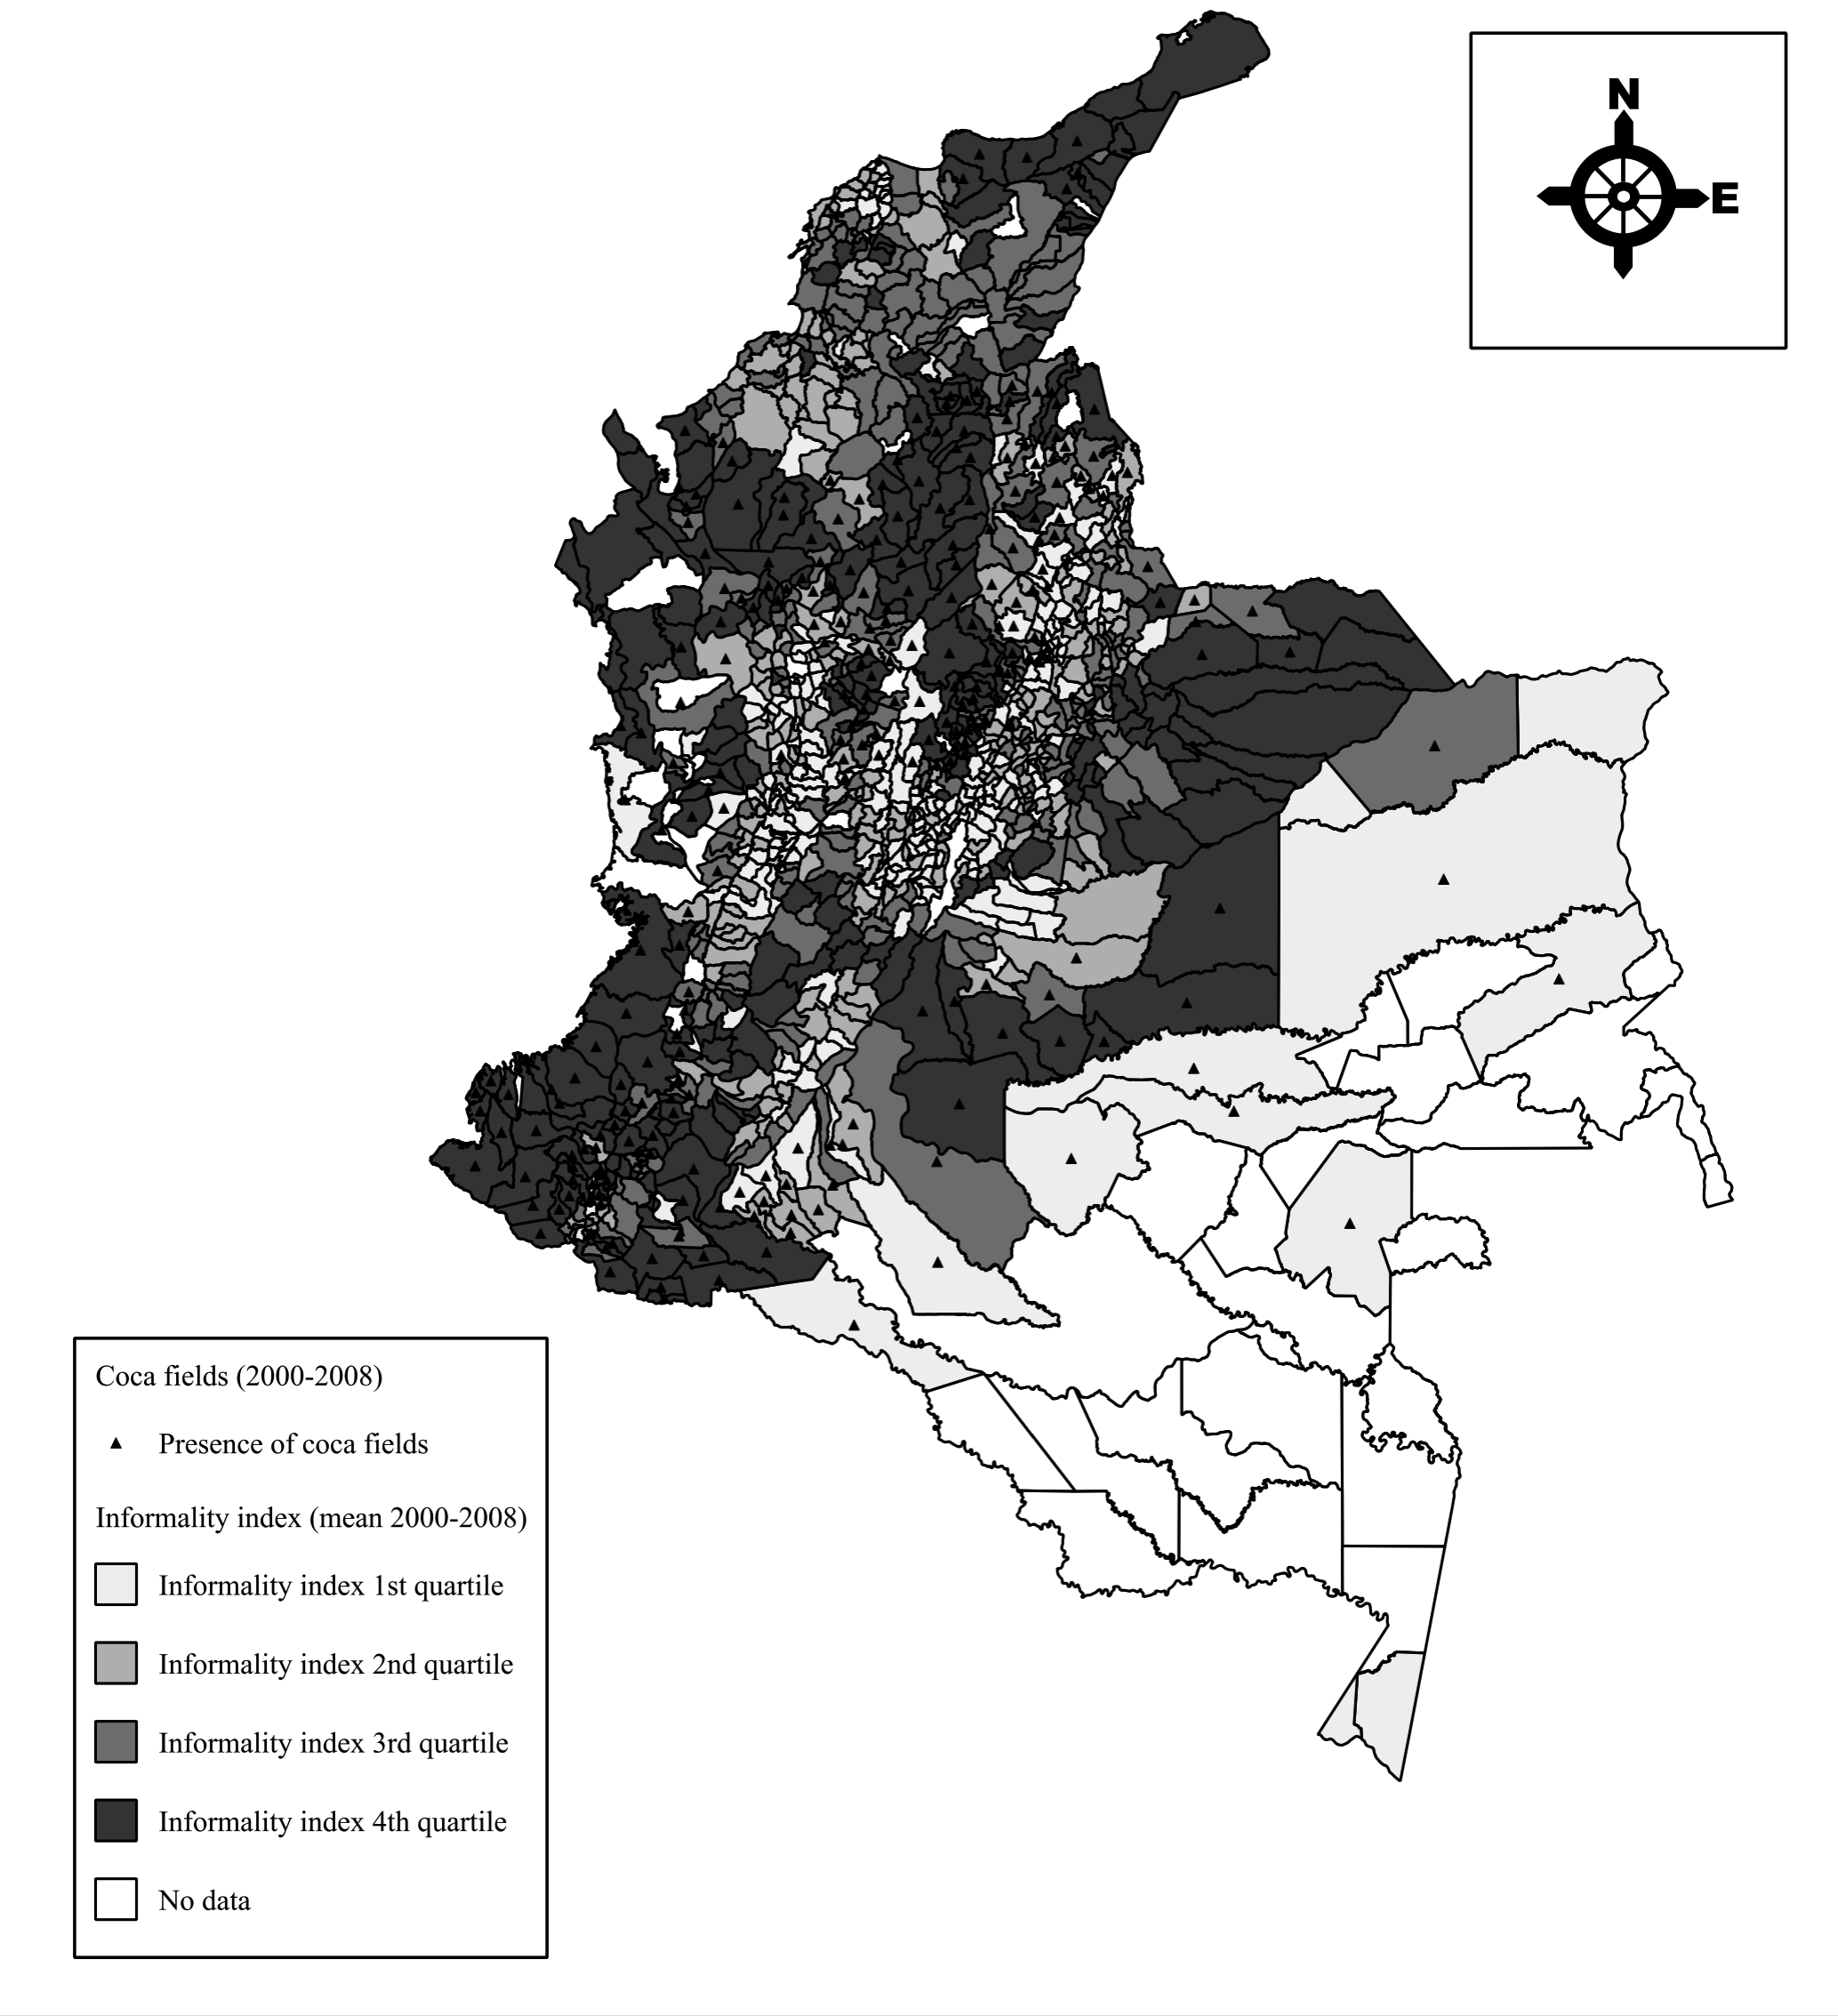 N
E
Coca fields (2000-2008)
Presence of coca fields
Informality index (mean 2000-2008)
Informality index 1st quartile
Informality index 2nd quartile
Informality index 3rd quartile
Informality index 4th quartile
No data